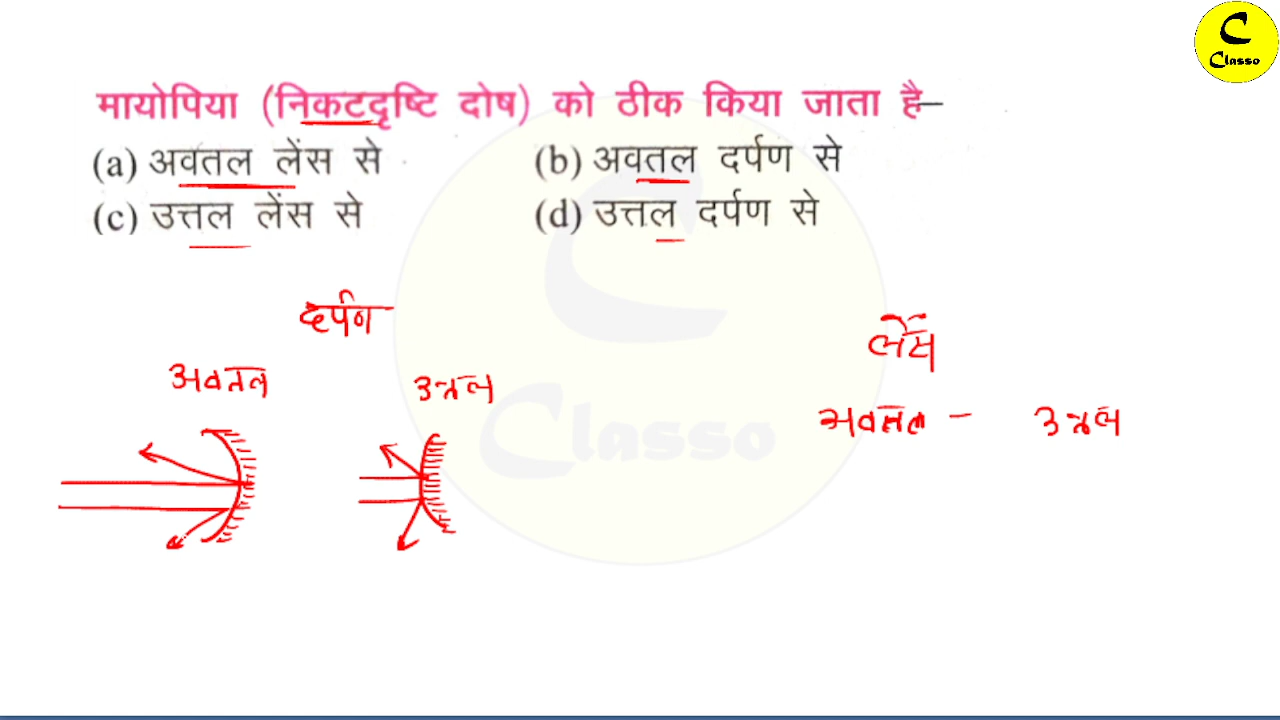 C
Classo
मायोपिया (निकटदृष्टि दोष) को ठीक किया जाता है–
(a) अवतल लेंस से (b) अवतल दर्पण से
(c) उत्तल लेंस से (d) उत्तल दर्पण से
दर्पण
लेंस
अवतल उत्तल
अवतल – उत्तल
C
Classo